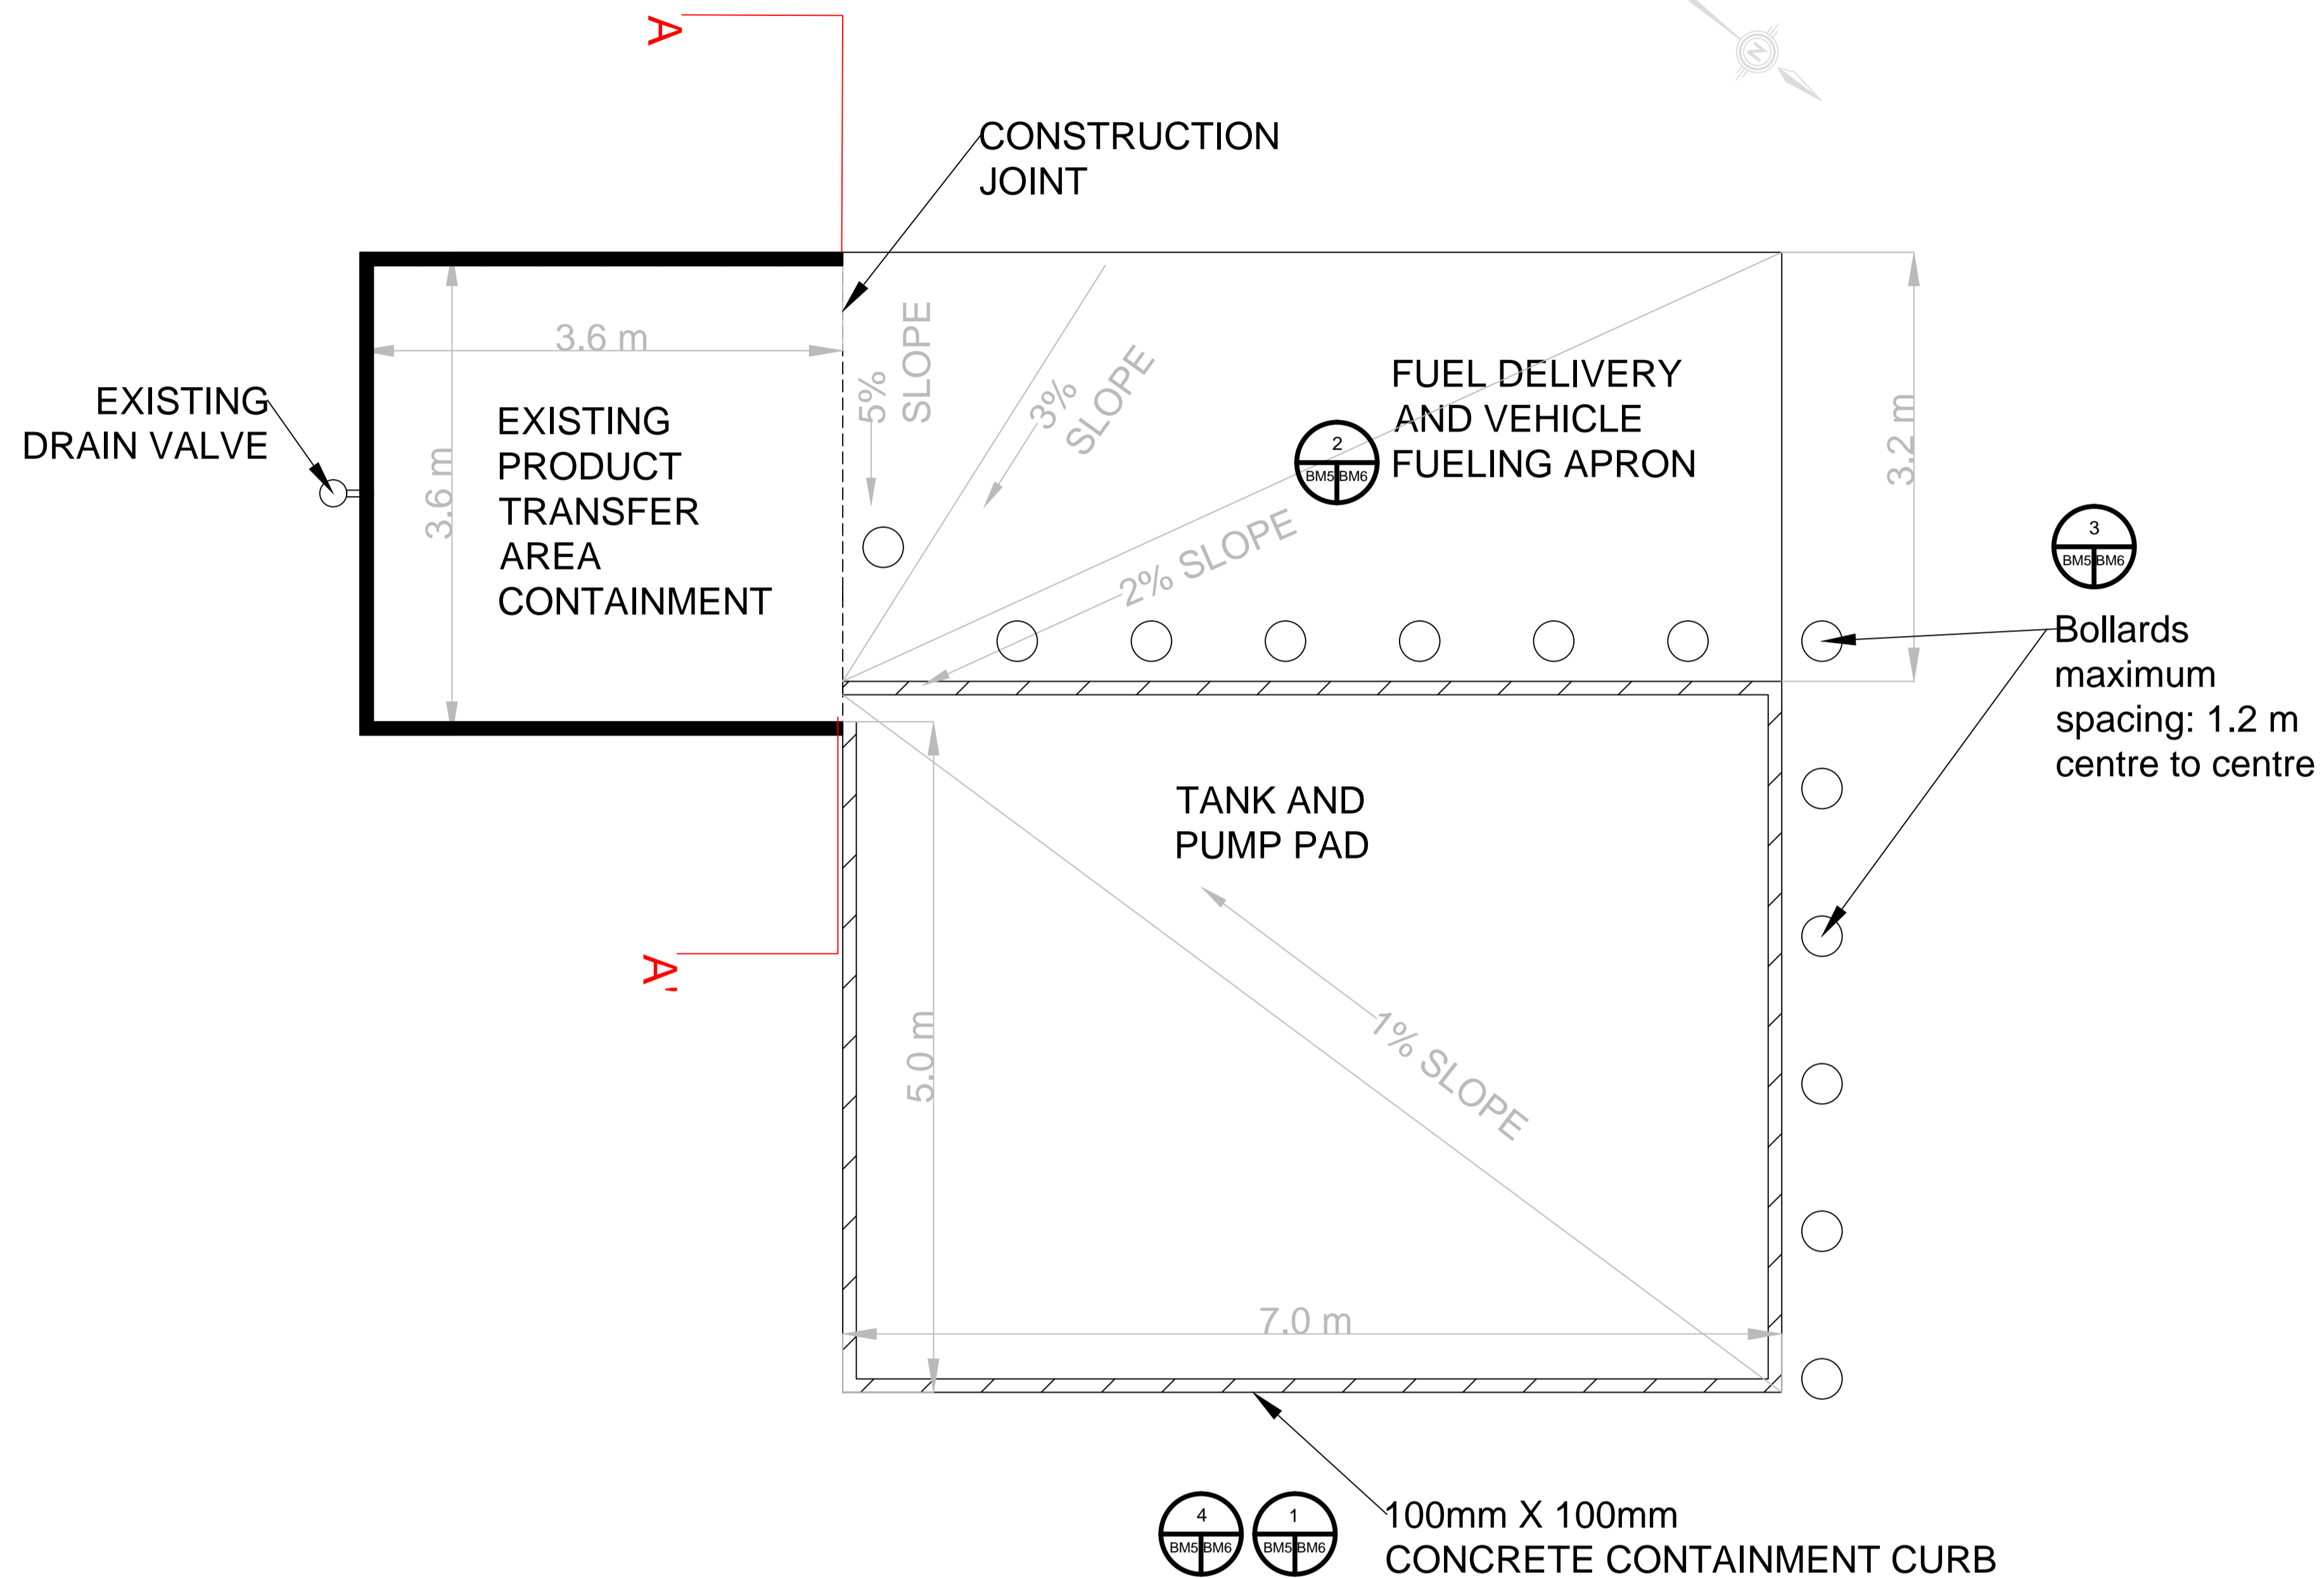 A
N
CONSTRUCTION
JOINT
3.6 m
3.6 m
EXISTING
DRAIN VALVE
EXISTING
PRODUCT
TRANSFER
AREA
CONTAINMENT
5%
SLOPE
3%
SLOPE
2% SLOPE
FUEL DELIVERY
AND VEHICLE
FUELING APRON
2
BM5 BM6
3.2 m
3
BM5 BM6
Bollards
maximum
spacing: 1.2 m
centre to centre
TANK AND
PUMP PAD
A'
5.0 m
1% SLOPE
7.0 m
4
BM5 BM6
1
BM5 BM6
100mm X 100mm
CONCRETE CONTAINMENT CURB